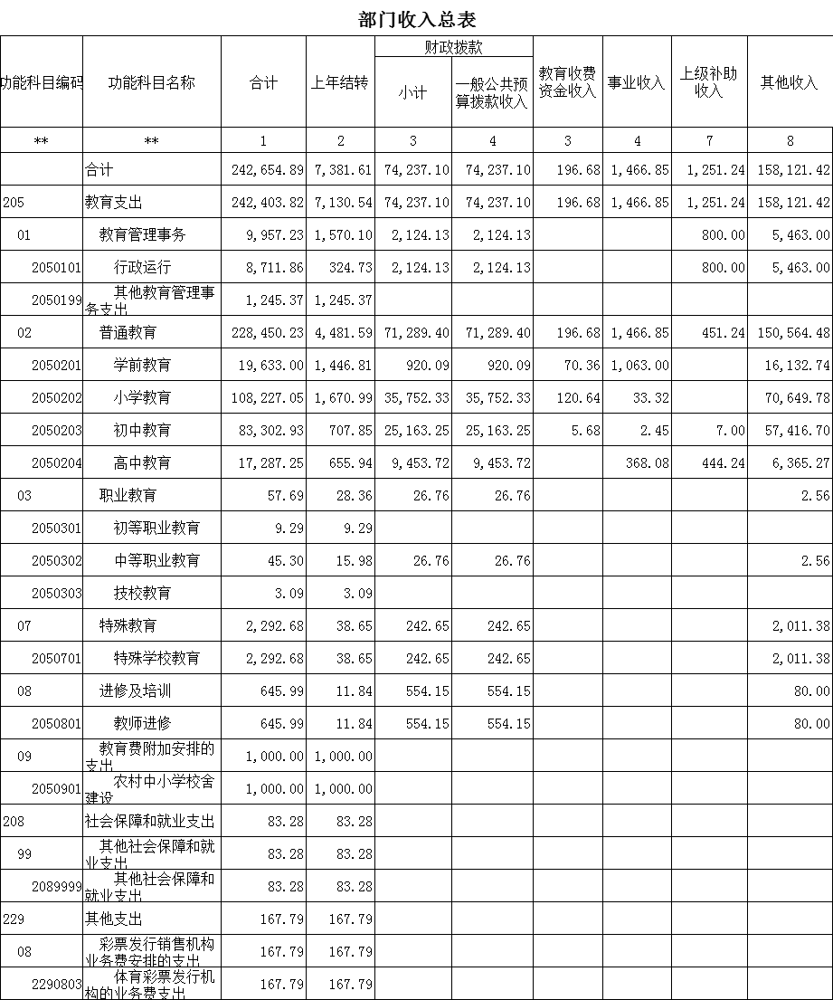 部门收入总表
功能科目编码 功能科目名称 合计 上年结转 财政拨款 教育收费资金收入 事业收入 上级补助收入 其他收入
小计 一般公共预算拨款收入
** ** 1 2 3 4 3 4 7 8
合计 242,654.89 7,381.61 74,237.10 74,237.10 196.68 1,466.85 1,251.24 158,121.42
205 教育支出 242,403.82 7,130.54 74,237.10 74,237.10 196.68 1,466.85 1,251.24 158,121.42
01 教育管理事务 9,957.23 1,570.10 2,124.13 2,124.13 800.00 5,463.00
2050101 行政运行 8,711.86 324.73 2,124.13 2,124.13 800.00 5,463.00
2050199 其他教育管理事务支出 1,245.37 1,245.37
02 普通教育 228,450.23 4,481.59 71,289.40 71,289.40 196.68 1,466.85 451.24 150,564.48
2050201 学前教育 19,633.00 1,446.81 920.09 920.09 70.36 1,063.00 16,132.74
2050202 小学教育 108,227.05 1,670.99 35,752.33 35,752.33 120.64 33.32 70,649.78
2050203 初中教育 83,302.93 707.85 25,163.25 25,163.25 5.68 2.45 7.00 57,416.70
2050204 高中教育 17,287.25 655.94 9,453.72 9,453.72 368.08 444.24 6,365.27
03 职业教育 57.69 28.36 26.76 26.76 2.56
2050301 初等职业教育 9.29 9.29
2050302 中等职业教育 45.30 15.98 26.76 26.76 2.56
2050303 技校教育 3.09 3.09
07 特殊教育 2,292.68 38.65 242.65 242.65 2,011.38
2050701 特殊学校教育 2,292.68 38.65 242.65 242.65 2,011.38
08 进修及培训 645.99 11.84 554.15 554.15 80.00
2050801 教师进修 645.99 11.84 554.15 554.15 80.00
09 教育费附加安排的支出 1,000.00 1,000.00
2050901 农村中小学校舍建设 1,000.00 1,000.00
208 社会保障和就业支出 83.28 83.28
99 其他社会保障和就业支出 83.28 83.28
2089999 其他社会保障和就业支出 83.28 83.28
229 其他支出 167.79 167.79
08 彩票发行销售机构业务费安排的支出 167.79 167.79
2290803 体育彩票发行机构的业务费支出 167.79 167.79